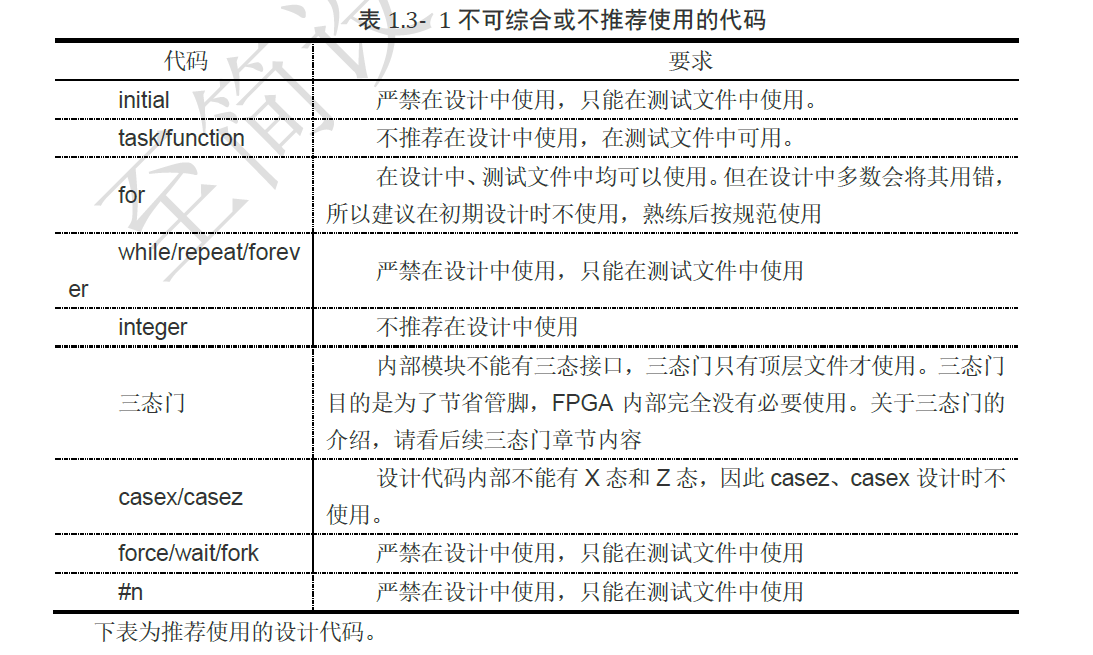 表 1.3- 1 不可综合或不推荐使用的代码
代码 要求
initial 严禁在设计中使用，只能在测试文件中使用。
task/function 不推荐在设计中使用，在测试文件中可用。
for 在设计中、测试文件中均可以使用。但在设计中多数会将其用错，
所以建议在初期设计时不使用，熟练后按规范使用
while/repeat/forev
er
严禁在设计中使用，只能在测试文件中使用
integer 不推荐在设计中使用
三态门
内部模块不能有三态接口，三态门只有顶层文件才使用。三态门
目的是为了节省管脚，FPGA 内部完全没有必要使用。关于三态门的
介绍，请看后续三态门章节内容
casex/casez
设计代码内部不能有 X 态和 Z 态，因此 casez、casex 设计时不
使用。
force/wait/fork 严禁在设计中使用，只能在测试文件中使用
#n 严禁在设计中使用，只能在测试文件中使用
下表为推荐使用的设计代码。
至简设